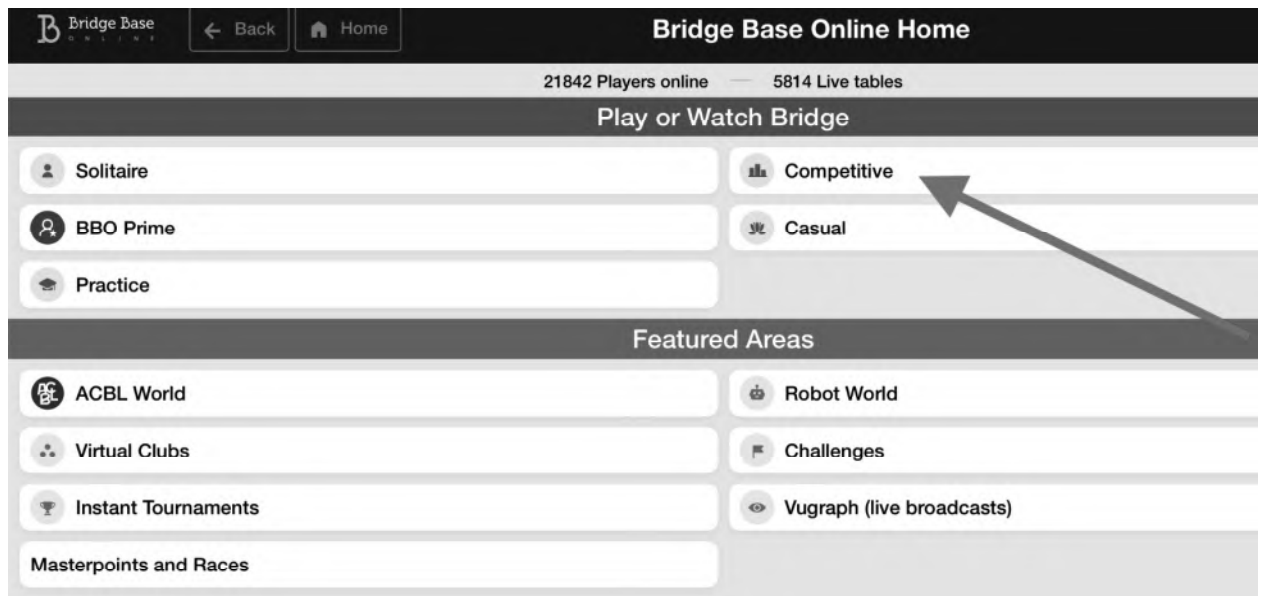 Bridge Base
ONLINE
Back
Home
Bridge Base Online Home
21842 Players online — 5814 Live tables
Play or Watch Bridge
Solitaire
Competitive
BBO Prime
Casual
Practice
Featured Areas
ACBL
ACBL World
Robot World
Virtual Clubs
Challenges
Instant Tournaments
Vugraph (live broadcasts)
Masterpoints and Races